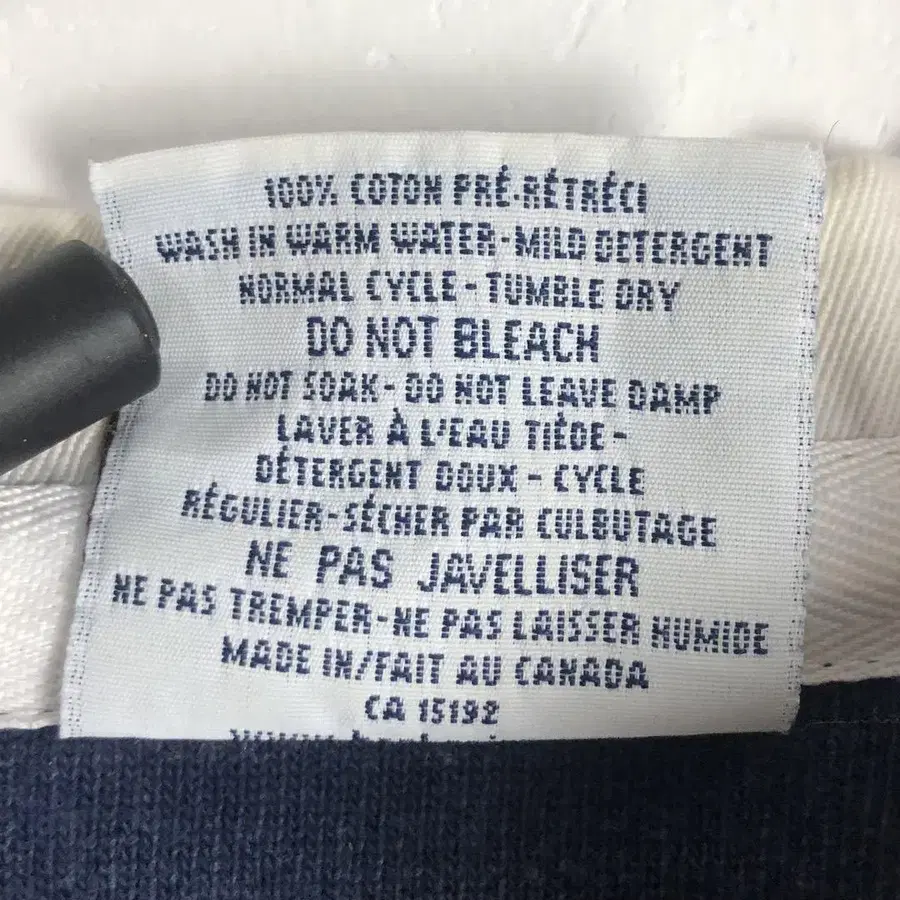 100% COTON PRÉ-RÉTRÉCI
WASH IN WARM WATER-MILD DETERGENT
NORMAL CYCLE-TUMBLE DRY
DO NOT BLEACH
DO NOT SOAK-DO NOT LEAVE DAMP
LAVER À L'EAU TIÉDE-
DÉTERGENT DOUX - CYCLE
RÉGULIER-SÉCHER PAR CULBUTAGE
NE PAS JAVELLISER
NE PAS TREMPER-NE PAS LAISSER HUMIDE
MADE IN/FAIT AU CANADA
CA 15192